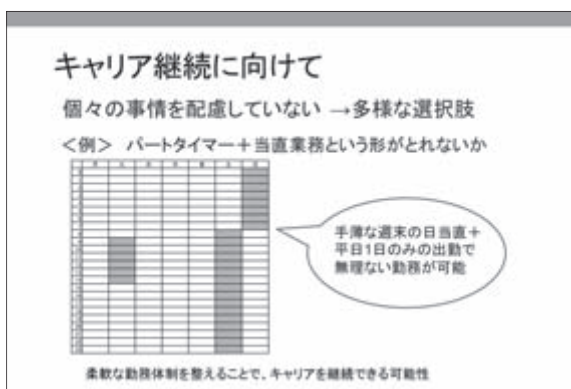 キャリア継続に向けて
個々の事情を配慮していない →多様な選択肢
＜例＞ パートタイマー＋当直業務という形がとれないか
手薄な週末の日当直＋
平日1日のみの出勤で
無理ない勤務が可能
柔軟な勤務体制を整えることで、キャリアを継続できる可能性